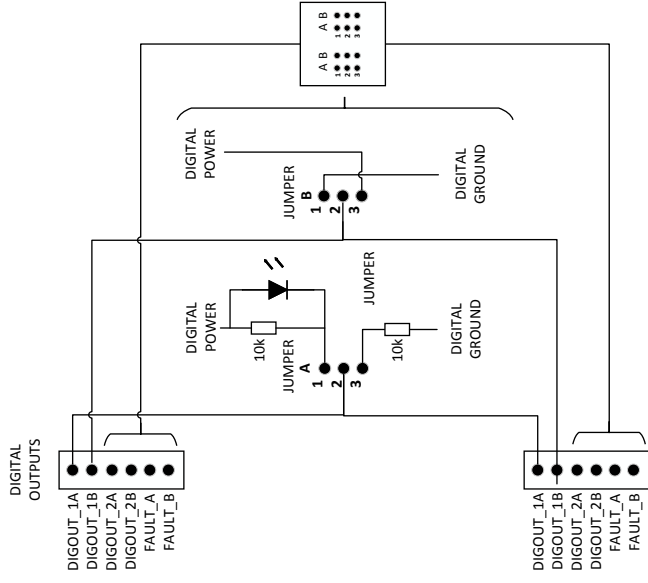 A B
1
2
3
A B
1
2
3
DIGITAL
POWER
JUMPER
B
1
2
3
DIGITAL
GROUND
DIGITAL
POWER
10k
JUMPER
A
1
2
3
JUMPER
10k
DIGITAL
GROUND
DIGITAL
OUTPUTS
DIGOUT_1A
DIGOUT_1B
DIGOUT_2A
DIGOUT_2B
FAULT_A
FAULT_B
DIGOUT_1A
DIGOUT_1B
DIGOUT_2A
DIGOUT_2B
FAULT_A
FAULT_B